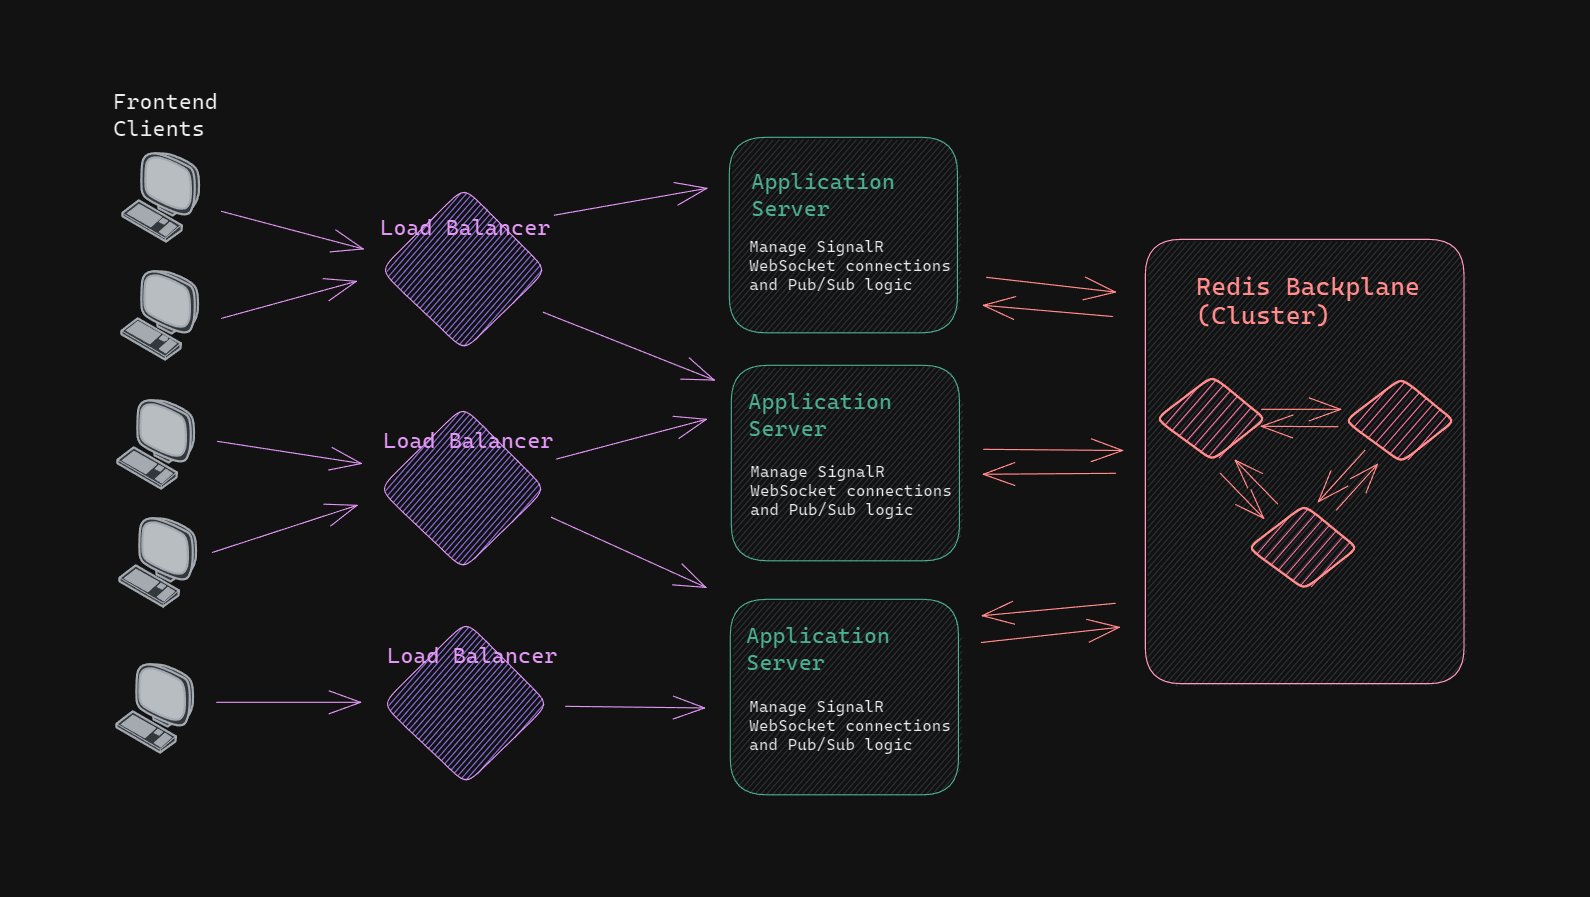 Frontend
Clients
Load Balancer
Load Balancer
Load Balancer
Application
Server
Manage SignalR
WebSocket connections
and Pub/Sub logic
Application
Server
Manage SignalR
WebSocket connections
and Pub/Sub logic
Application
Server
Manage SignalR
WebSocket connections
and Pub/Sub logic
Redis Backplane
(Cluster)